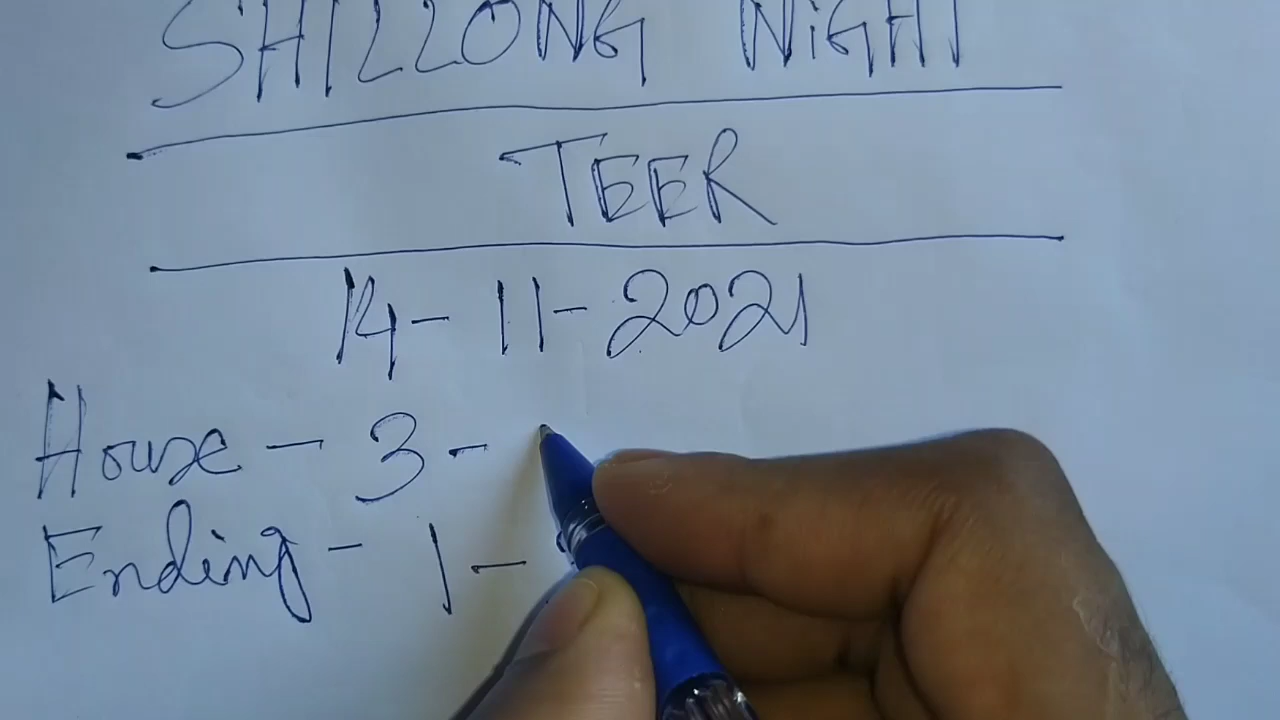 SHILLONG NiGHT
TEER
14-11-2021
House - 3 -
Ending - 1 -